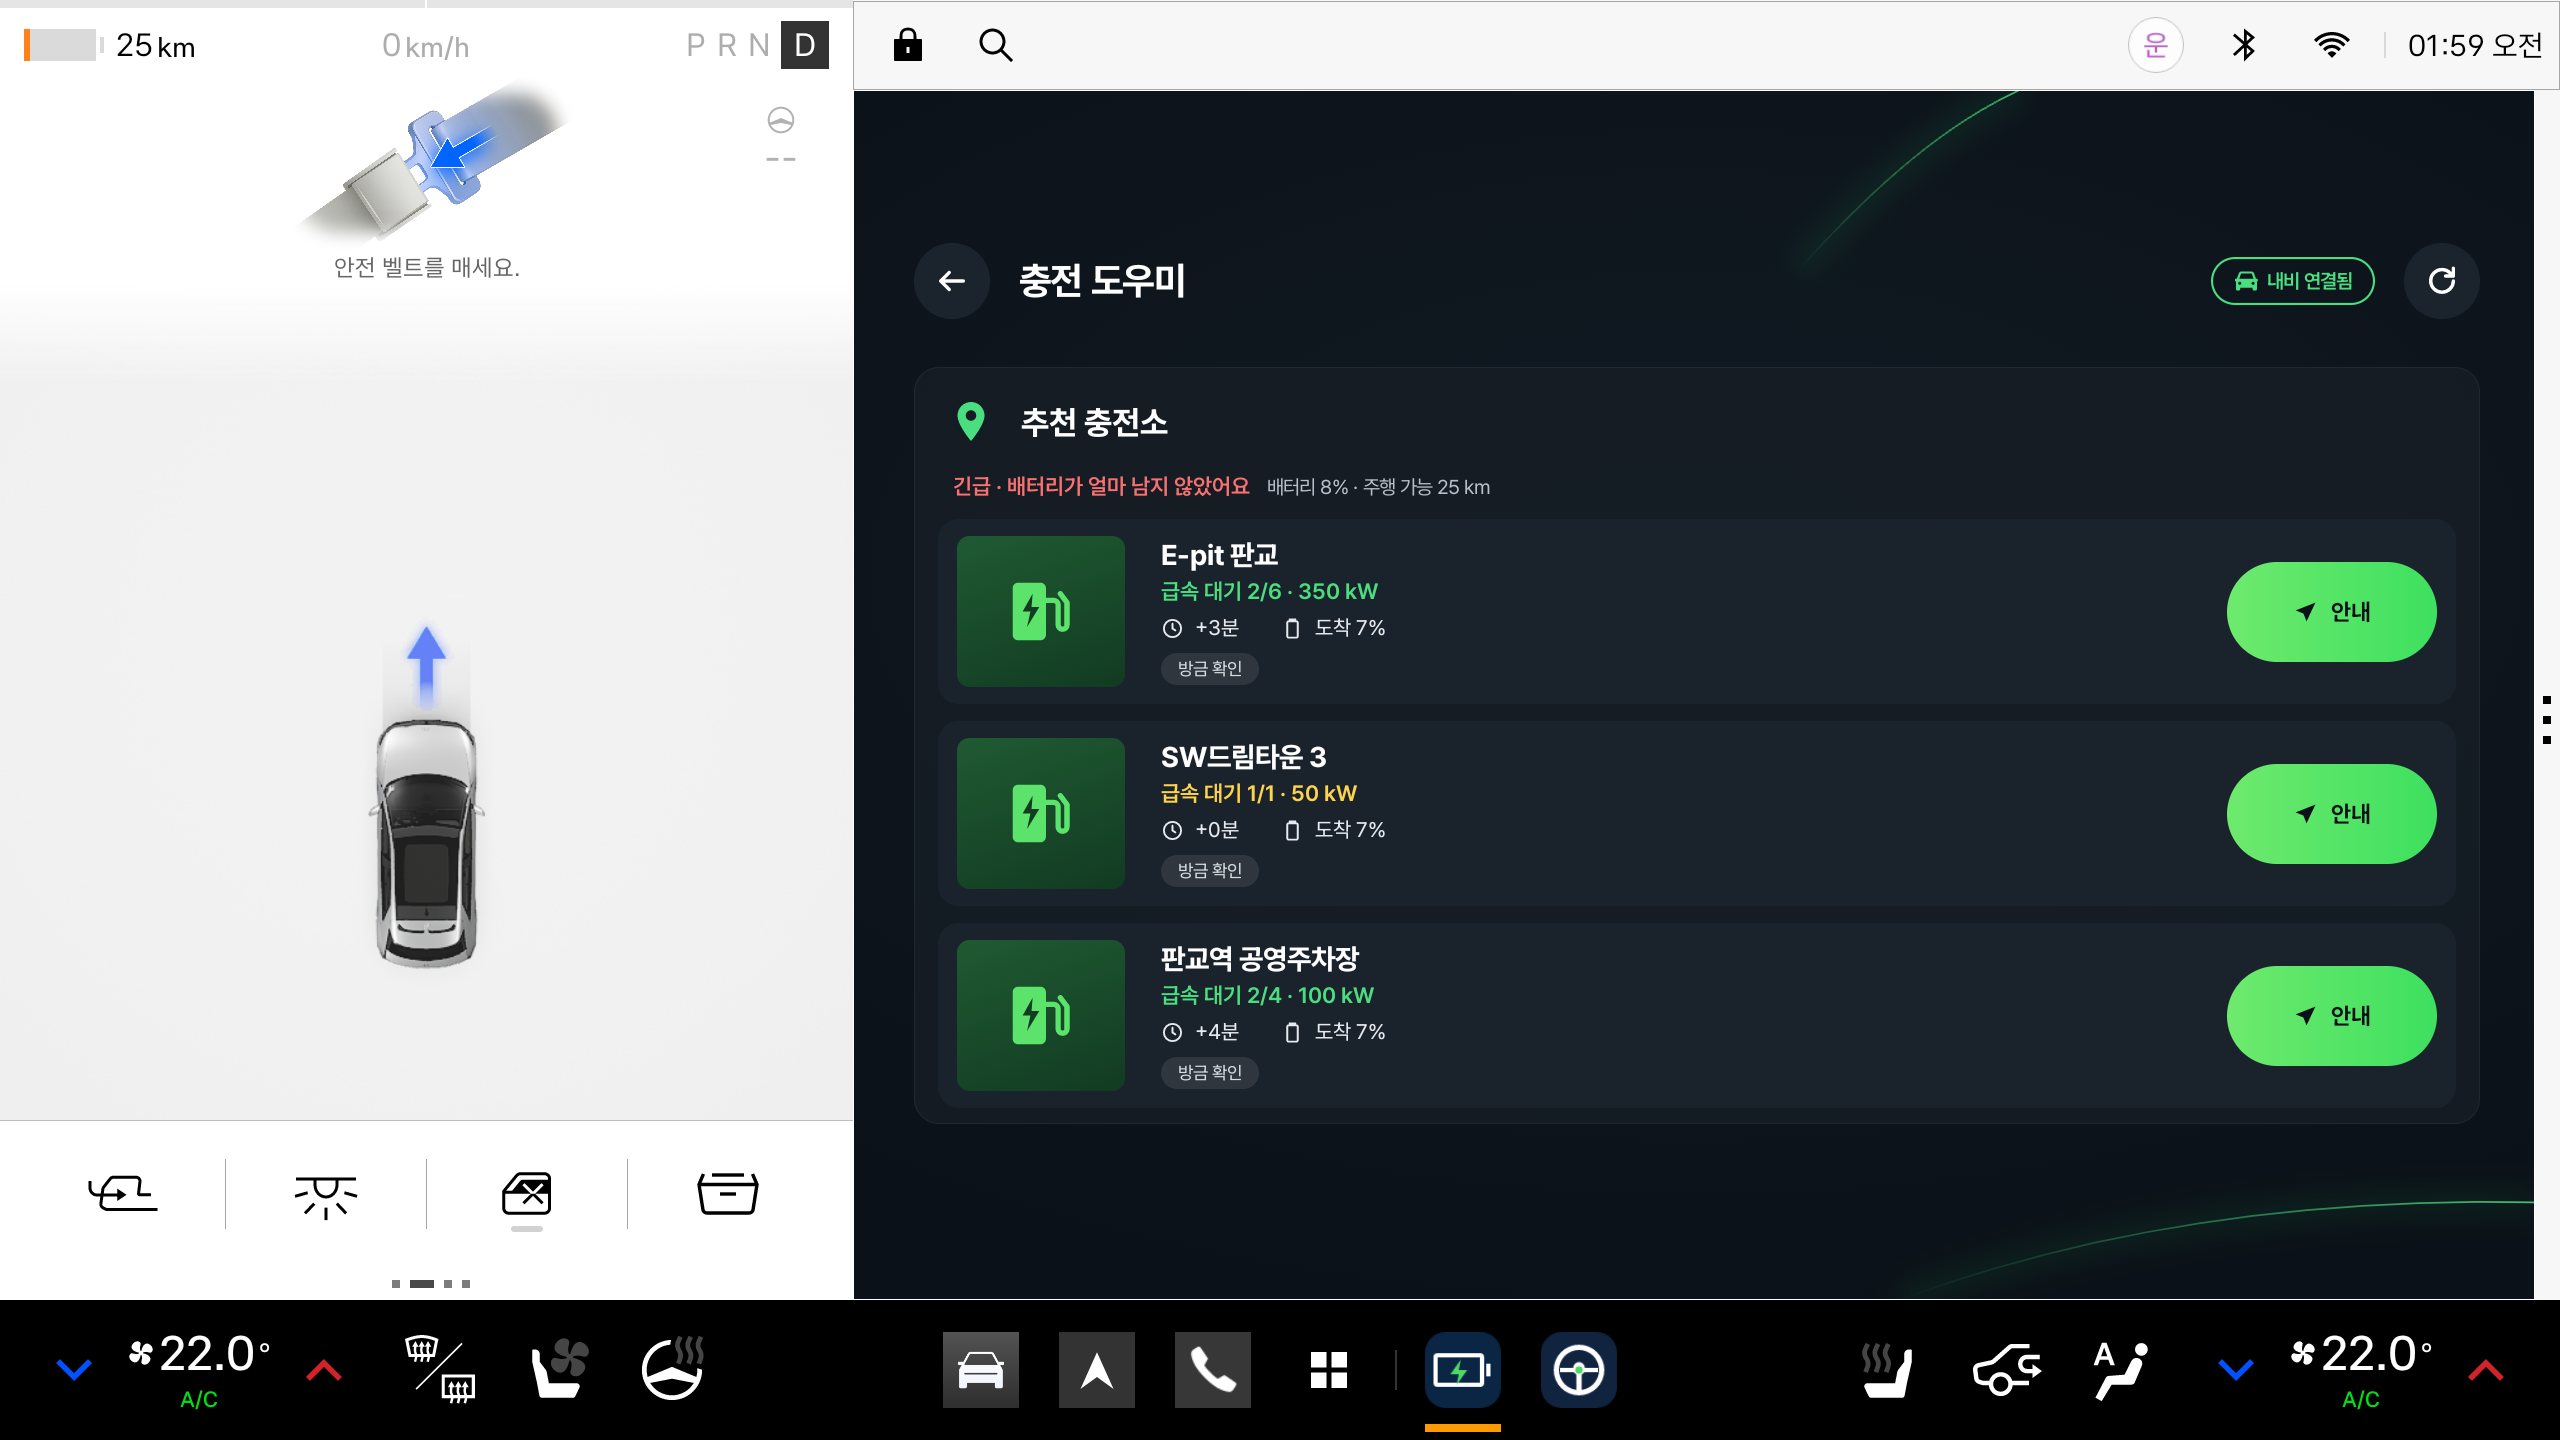 25 km
0 km/h
P R N D
운
01:59 오전
안전 벨트를 매세요.
충전 도우미
내비 연결됨
추천 충전소
긴급 · 배터리가 얼마 남지 않았어요 배터리 8% · 주행 가능 25 km
E-pit 판교
급속 대기 2/6 · 350 kW
+3분 도착 7%
방금 확인
안내
SW드림타운 3
급속 대기 1/1 · 50 kW
+0분 도착 7%
방금 확인
안내
판교역 공영주차장
급속 대기 2/4 · 100 kW
+4분 도착 7%
방금 확인
안내
22.0°
A/C
A
22.0°
A/C